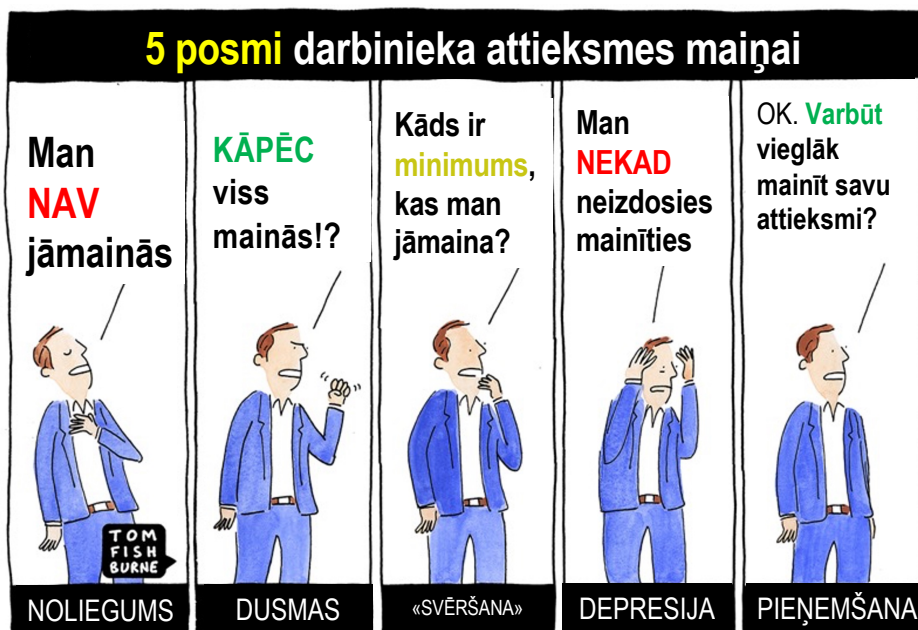 5 posmi darbinieka attieksmes maiņai
Man
NAV
jāmainās
KĀPĒC
viss
mainās!?
Kāds ir
minimums,
kas man
jāmaina?
Man
NEKAD
neizdosies
mainīties
OK. Varbūt
vieglāk
mainīt savu
attieksmi?
TOM
FISH
BURNE
NOLIEGUMS
DUSMAS
«SVĒRŠANA»
DEPRESIJA
PIEŅEMŠANA